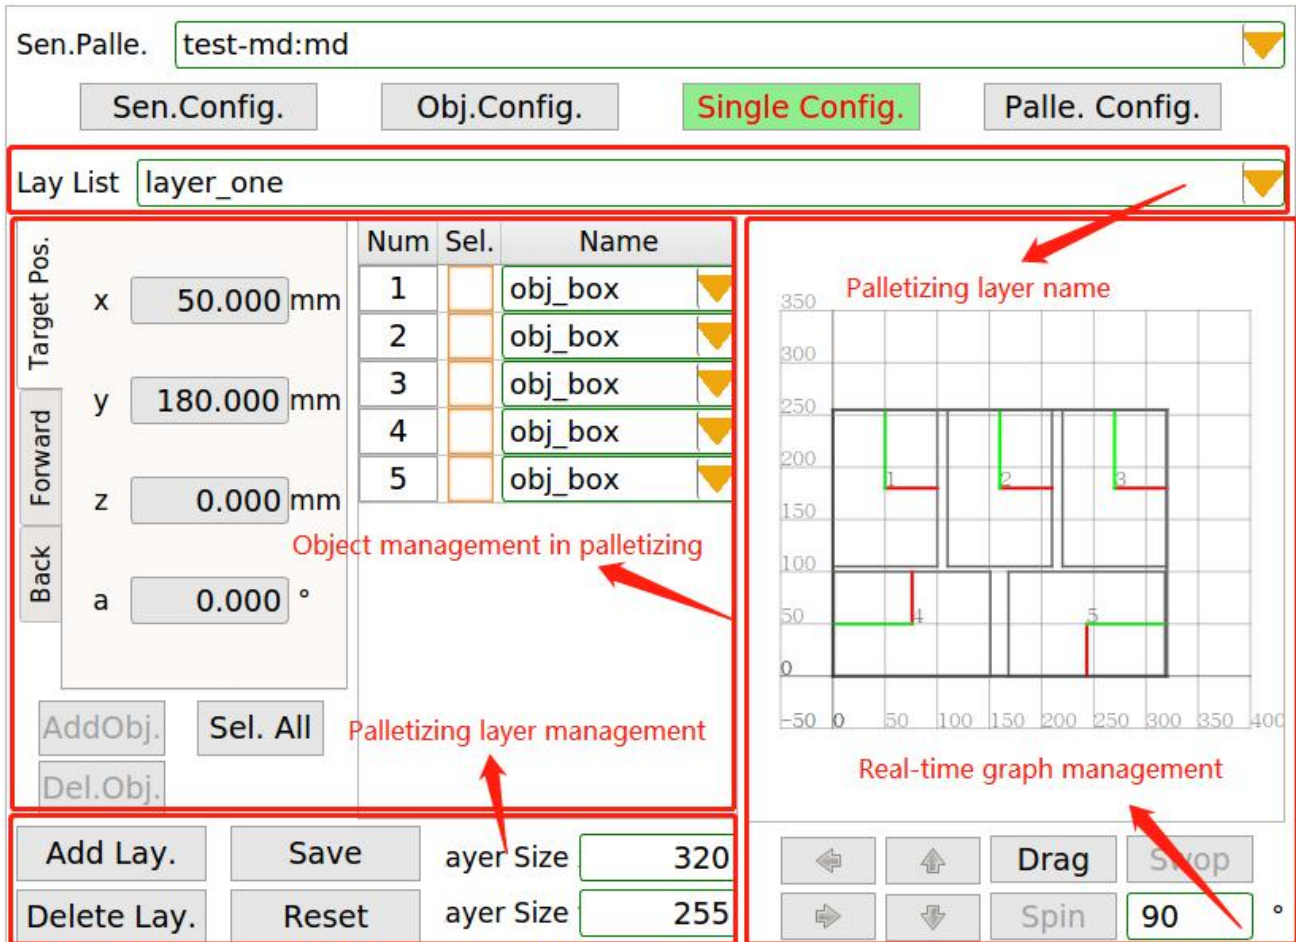 Sen.Palle. test-md:md
Sen.Config. Obj.Config. Single Config. Palle. Config.
Lay List layer_one
Target Pos.
Forward
Back
x 50.000 mm
y 180.000 mm
z 0.000 mm
a 0.000 °
Num Sel. Name
1 obj_box
2 obj_box
3 obj_box
4 obj_box
5 obj_box
Object management in palletizing
AddObj. Sel. All
Del.Obj.
Palletizing layer management
Palletizing layer name
350
300
250
200
150
100
50
0
1 2 3
4 5
-50 0 50 100 150 200 250 300 350 400
Real-time graph management
Add Lay. Save ayer Size 320
Delete Lay. Reset ayer Size 255
Drag Swop
Spin 90 °